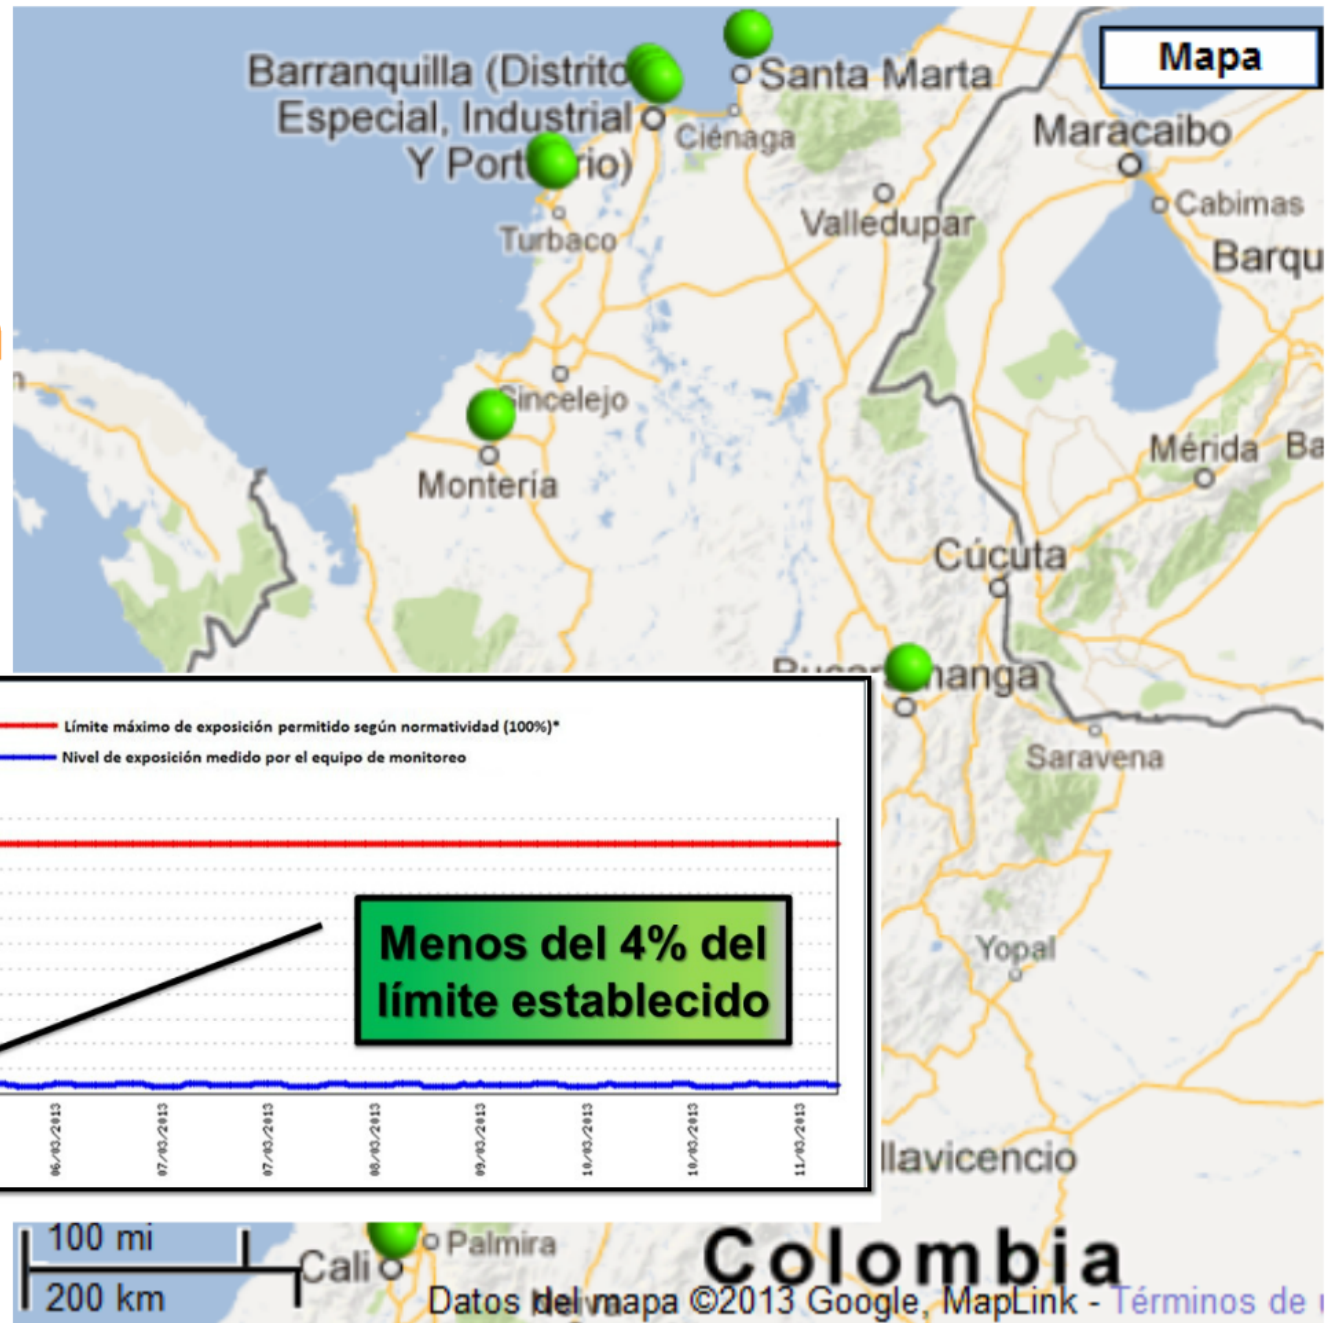 Mapa
Barranquilla (Distrito
Especial, Industrial
Santa Marta
Ciénaga
Maracaibo
Cabimas
Valledupar
Turbaco
Barqu
Sincelejo
Montería
Mérida
Ba
Cúcuta
Saravena
Límite máximo de exposición permitido según normatividad (100%)*
Nivel de exposición medido por el equipo de monitoreo
Menos del 4% del
límite establecido
06/03/2013
07/03/2013
07/03/2013
08/03/2013
09/03/2013
10/03/2013
10/03/2013
11/03/2013
Yopal
llavicencio
100 mi
200 km
Cali
Palmira
Colombia
Datos del mapa ©2013 Google, MapLink - Términos de